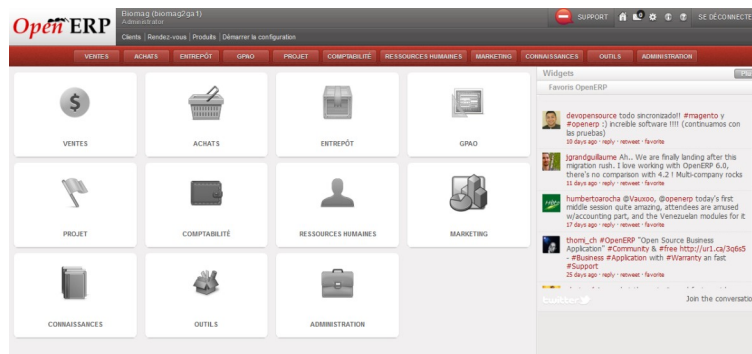 Open ERP
Biomag (biomag2ga1)
Administrator
Clients | Rendez-vous | Produits | Démarrer la configuration
SUPPORT
SE DÉCONNECTE
VENTES ACHATS ENTREPÔT GPAO PROJET COMPTABILITÉ RESSOURCES HUMAINES MARKETING CONNAISSANCES OUTILS ADMINISTRATION
VENTES
ACHATS
ENTREPÔT
GPAO
PROJET
COMPTABILITÉ
RESSOURCES HUMAINES
MARKETING
CONNAISSANCES
OUTILS
ADMINISTRATION
Widgets
Favoris OpenERP
devopensource todo sincronizado!! #magento y
#openerp :) increible software !!!! (continuamos con
las pruebas)
10 days ago · reply · retweet · favorite
jgrandguillaume Ah.. We are finally landing after this
migration rush. I love working with OpenERP 6.0,
there's no comparison with 4.2 ! Multi-company rocks
11 days ago · reply · retweet · favorite
humbertoarocha @Vauxoo, @openerp today's first
middle session quite amazing, attendees are amused
w/accounting part, and the Venezuelan modules for it
17 days ago · reply · retweet · favorite
thomi_ch #OpenERP "Open Source Business
Application" #Community & #free http://ur1.ca/3q6s5
- #Business #Application with #Warranty an fast
#Support
25 days ago · reply · retweet · favorite
twitter
Join the conversatio